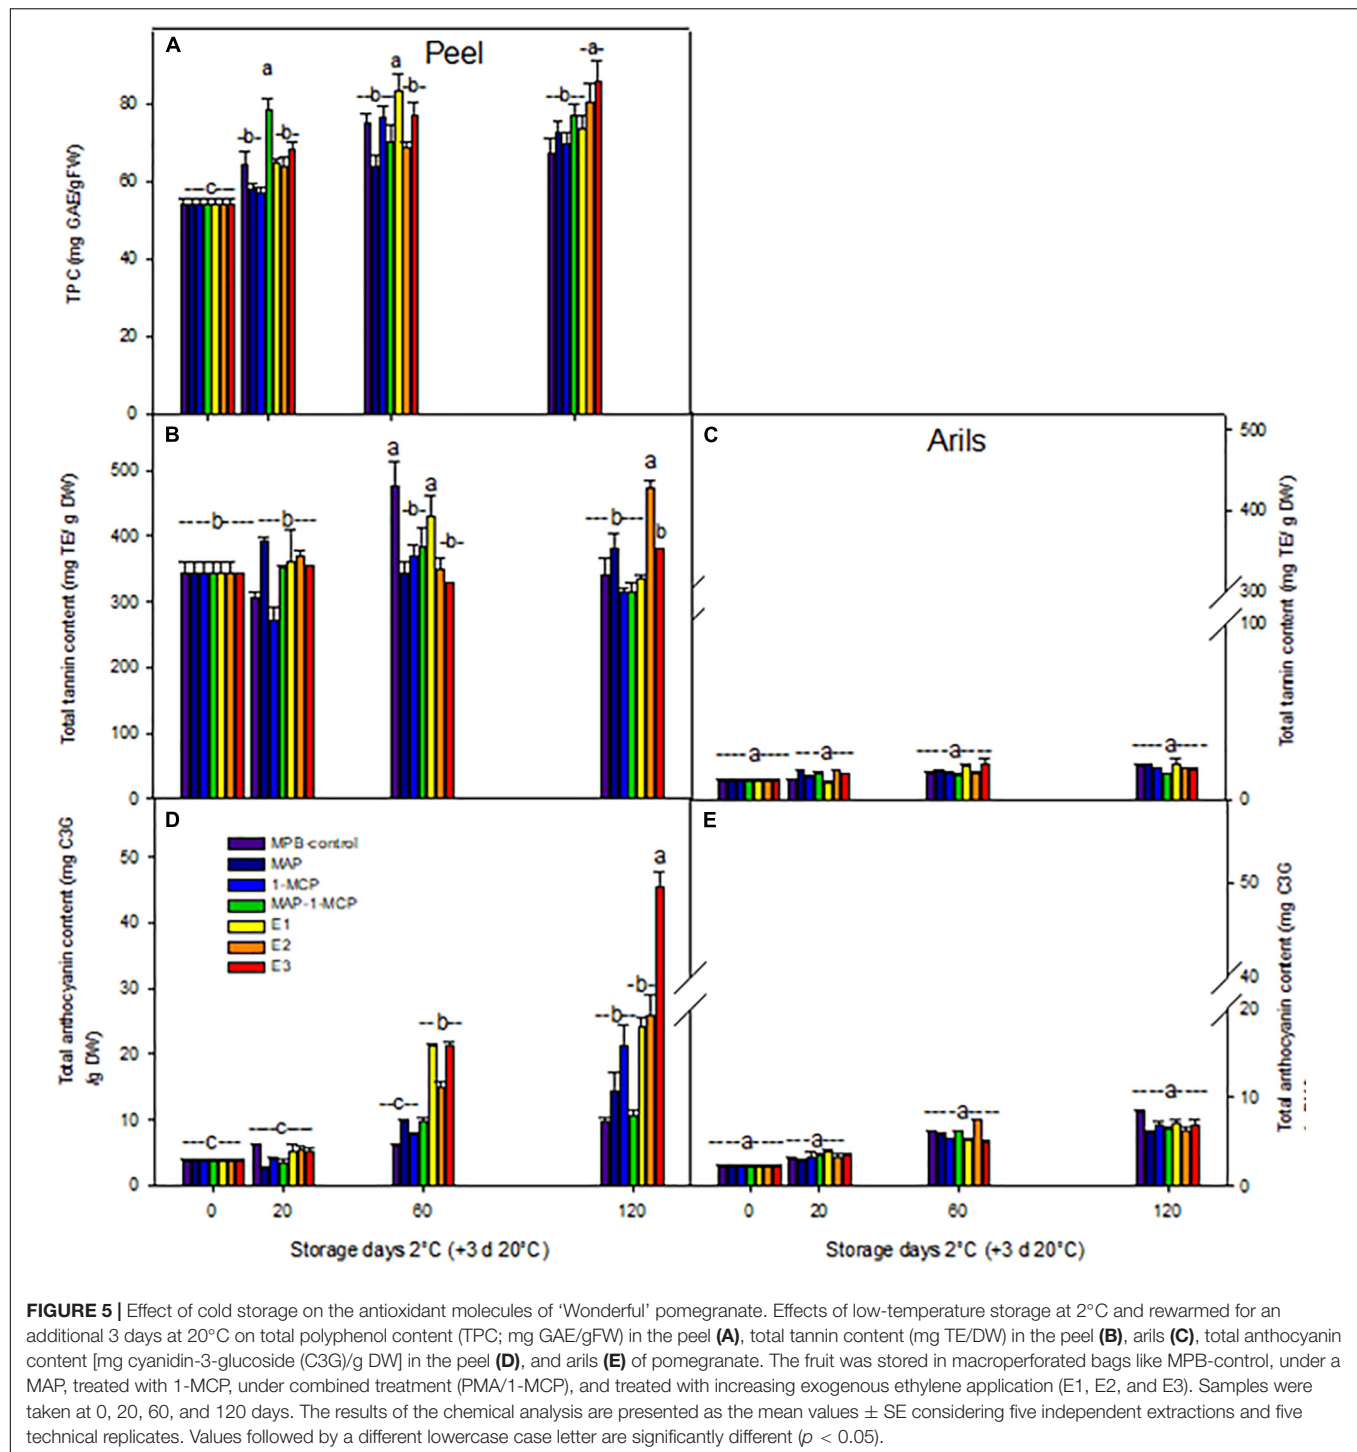 A
Peel
a
a
-a-
-b-
-b-
--b--
-b-
--b--
---c---
80
60
40
20
0
TPC (mg GAE/gFW)
B
a
a
a
----b----
---b---
-b-
-b-
---b---
b
500
400
300
200
100
0
Total tannin content (mg TE/ g DW)
C
Arils
500
400
300
100
0
----a----
---a---
----a----
----a----
Total tannin content (mg TE/ g DW)
D
MPB-control
MAP
1-MCP
MAP-1-MCP
E1
E2
E3
a
-b-
--b--
--b--
--c--
---c---
---c---
50
40
30
20
10
0
Total anthocyanin content (mg C3G
/g DW)
0 20 60 120
Storage days 2°C (+3 d 20°C)
E
50
40
20
10
0
----a----
---a---
----a----
----a----
Total anthocyanin content (mg C3G
0 20 60 120
Storage days 2°C (+3 d 20°C)
FIGURE 5 | Effect of cold storage on the antioxidant molecules of ‘Wonderful’ pomegranate. Effects of low-temperature storage at 2°C and rewarmed for an
additional 3 days at 20°C on total polyphenol content (TPC; mg GAE/gFW) in the peel (A), total tannin content (mg TE/DW) in the peel (B), arils (C), total anthocyanin
content [mg cyanidin-3-glucoside (C3G)/g DW] in the peel (D), and arils (E) of pomegranate. The fruit was stored in macroperforated bags like MPB-control, under a
MAP, treated with 1-MCP, under combined treatment (PMA/1-MCP), and treated with increasing exogenous ethylene application (E1, E2, and E3). Samples were
taken at 0, 20, 60, and 120 days. The results of the chemical analysis are presented as the mean values ± SE considering five independent extractions and five
technical replicates. Values followed by a different lowercase case letter are significantly different (p < 0.05).